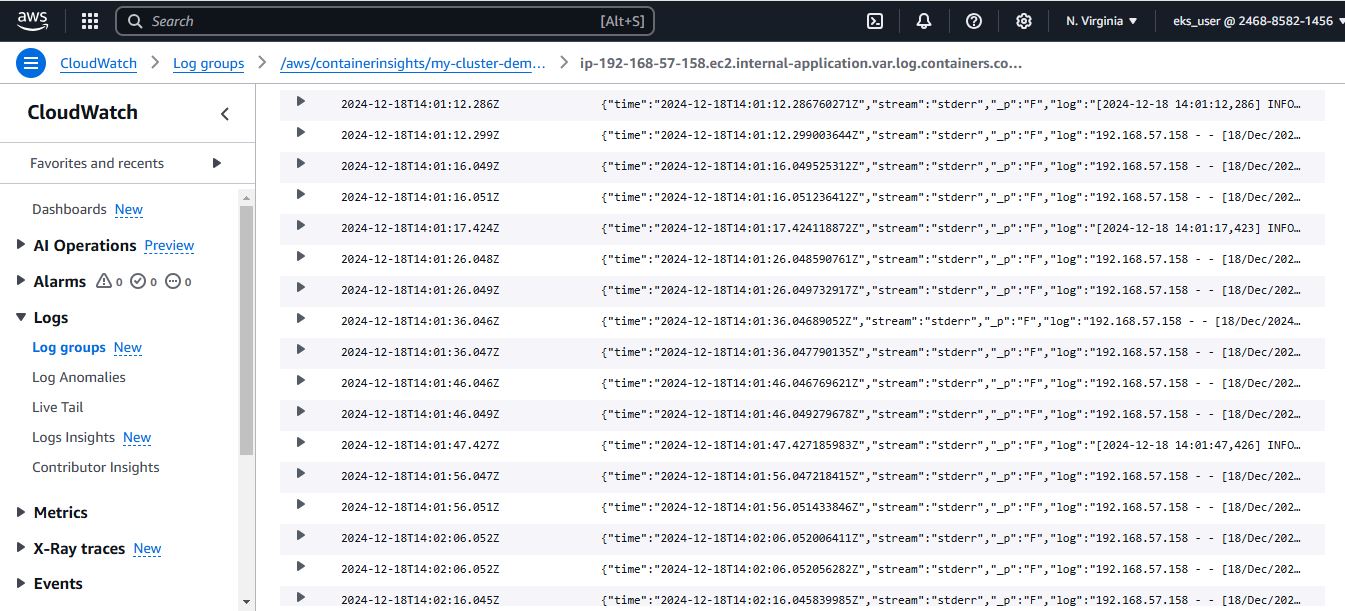 aws Search [Alt+S] N. Virginia eks_user @ 2468-8582-1456
CloudWatch Log groups /aws/containerinsights/my-cluster-dem... ip-192-168-57-158.ec2.internal-application.var.log.containers.co...
CloudWatch
Favorites and recents
Dashboards New
AI Operations Preview
Alarms 0 0 0
Logs
Log groups New
Log Anomalies
Live Tail
Logs Insights New
Contributor Insights
Metrics
X-Ray traces New
Events
2024-12-18T14:01:12.286Z {"time":"2024-12-18T14:01:12.286760271Z","stream":"stderr","_p":"F","log":"[2024-12-18 14:01:12,286] INFO...
2024-12-18T14:01:12.299Z {"time":"2024-12-18T14:01:12.299003644Z","stream":"stderr","_p":"F","log":"192.168.57.158 - - [18/Dec/202...
2024-12-18T14:01:16.049Z {"time":"2024-12-18T14:01:16.049525312Z","stream":"stderr","_p":"F","log":"192.168.57.158 - - [18/Dec/202...
2024-12-18T14:01:16.051Z {"time":"2024-12-18T14:01:16.051236412Z","stream":"stderr","_p":"F","log":"192.168.57.158 - - [18/Dec/202...
2024-12-18T14:01:17.424Z {"time":"2024-12-18T14:01:17.424118872Z","stream":"stderr","_p":"F","log":"[2024-12-18 14:01:17,423] INFO...
2024-12-18T14:01:26.048Z {"time":"2024-12-18T14:01:26.048590761Z","stream":"stderr","_p":"F","log":"192.168.57.158 - - [18/Dec/202...
2024-12-18T14:01:26.049Z {"time":"2024-12-18T14:01:26.049732917Z","stream":"stderr","_p":"F","log":"192.168.57.158 - - [18/Dec/202...
2024-12-18T14:01:36.046Z {"time":"2024-12-18T14:01:36.04689052Z","stream":"stderr","_p":"F","log":"192.168.57.158 - - [18/Dec/2024...
2024-12-18T14:01:36.047Z {"time":"2024-12-18T14:01:36.047790135Z","stream":"stderr","_p":"F","log":"192.168.57.158 - - [18/Dec/202...
2024-12-18T14:01:46.046Z {"time":"2024-12-18T14:01:46.046769621Z","stream":"stderr","_p":"F","log":"192.168.57.158 - - [18/Dec/202...
2024-12-18T14:01:46.049Z {"time":"2024-12-18T14:01:46.049279678Z","stream":"stderr","_p":"F","log":"192.168.57.158 - - [18/Dec/202...
2024-12-18T14:01:47.427Z {"time":"2024-12-18T14:01:47.427185983Z","stream":"stderr","_p":"F","log":"[2024-12-18 14:01:47,426] INFO...
2024-12-18T14:01:56.047Z {"time":"2024-12-18T14:01:56.047218415Z","stream":"stderr","_p":"F","log":"192.168.57.158 - - [18/Dec/202...
2024-12-18T14:01:56.051Z {"time":"2024-12-18T14:01:56.051433846Z","stream":"stderr","_p":"F","log":"192.168.57.158 - - [18/Dec/202...
2024-12-18T14:02:06.052Z {"time":"2024-12-18T14:02:06.052006411Z","stream":"stderr","_p":"F","log":"192.168.57.158 - - [18/Dec/202...
2024-12-18T14:02:06.052Z {"time":"2024-12-18T14:02:06.052056282Z","stream":"stderr","_p":"F","log":"192.168.57.158 - - [18/Dec/202...
2024-12-18T14:02:16.045Z {"time":"2024-12-18T14:02:16.045839985Z","stream":"stderr","_p":"F","log":"192.168.57.158 - - [18/Dec/202...